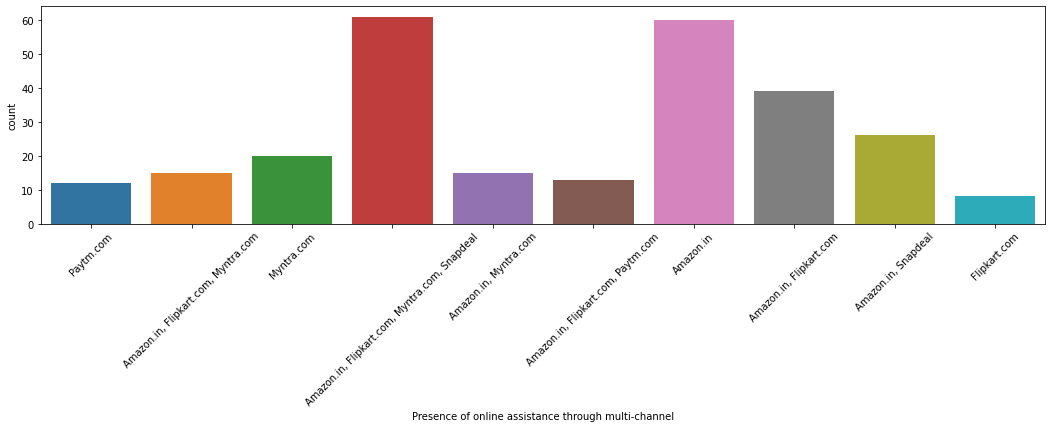 60
50
40
30
20
10
0
count
Paytm.com
Amazon.in, Flipkart.com, Myntra.com
Myntra.com
Amazon.in, Flipkart.com, Myntra.com, Snapdeal
Amazon.in, Myntra.com
Amazon.in, Flipkart.com, Paytm.com
Amazon.in
Amazon.in, Flipkart.com
Amazon.in, Snapdeal
Flipkart.com
Presence of online assistance through multi-channel